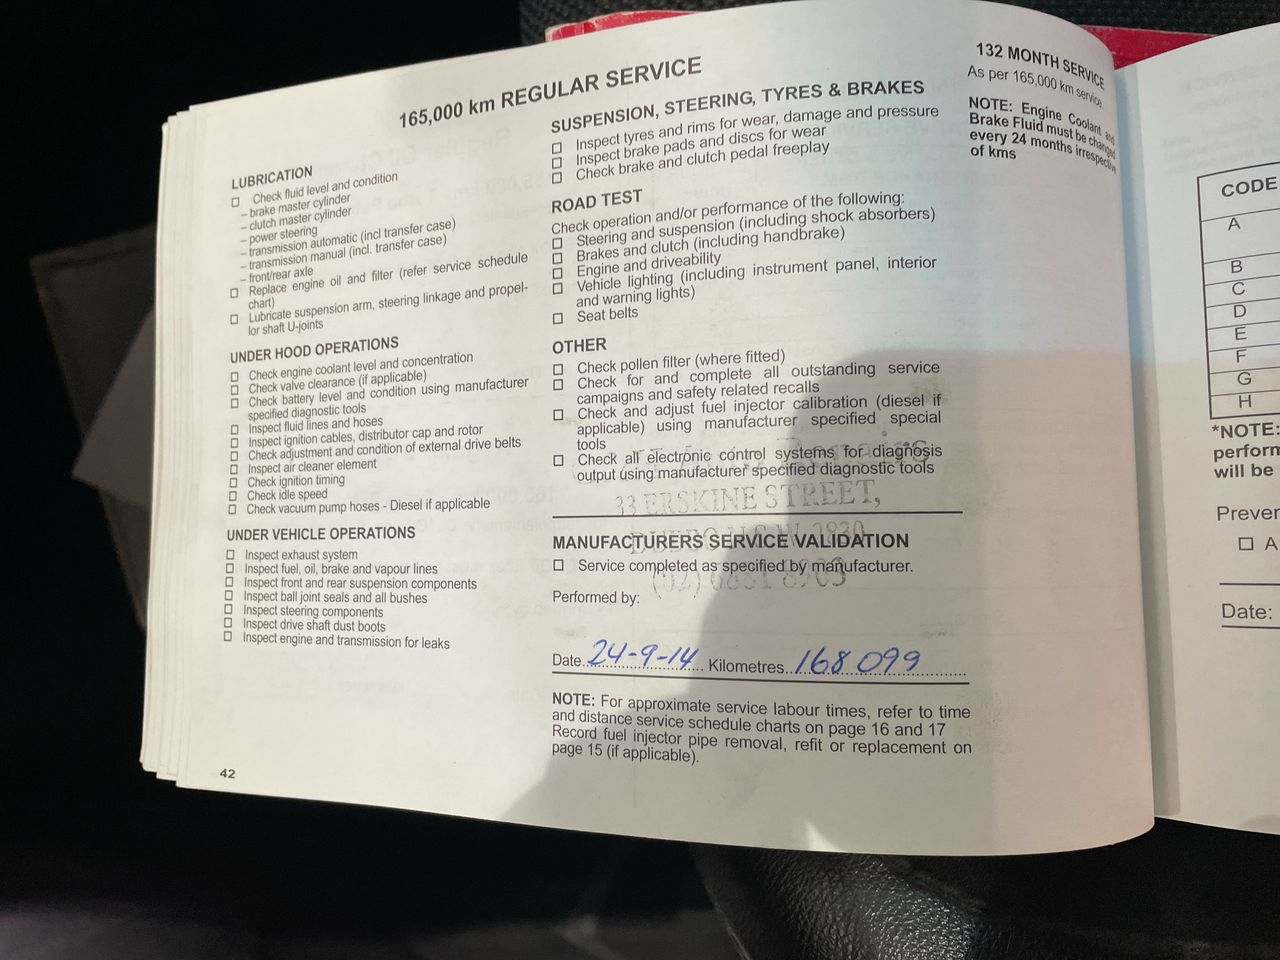 165,000 km REGULAR SERVICE
LUBRICATION
Check fluid level and condition
– brake master cylinder
– clutch master cylinder
– power steering
– transmission automatic (incl transfer case)
– transmission manual (incl. transfer case)
– front/rear axle
Replace engine oil and filter (refer service schedule
chart)
Lubricate suspension arm, steering linkage and propel-
lor shaft U-joints
UNDER HOOD OPERATIONS
Check engine coolant level and concentration
Check valve clearance (if applicable)
Check battery level and condition using manufacturer
specified diagnostic tools
Inspect fluid lines and hoses
Inspect ignition cables, distributor cap and rotor
Check adjustment and condition of external drive belts
Inspect air cleaner element
Check ignition timing
Check idle speed
Check vacuum pump hoses - Diesel if applicable
UNDER VEHICLE OPERATIONS
Inspect exhaust system
Inspect fuel, oil, brake and vapour lines
Inspect front and rear suspension components
Inspect ball joint seals and all bushes
Inspect steering components
Inspect drive shaft dust boots
Inspect engine and transmission for leaks
42
SUSPENSION, STEERING, TYRES & BRAKES
Inspect tyres and rims for wear, damage and pressure
Inspect brake pads and discs for wear
Check brake and clutch pedal freeplay
ROAD TEST
Check operation and/or performance of the following:
Steering and suspension (including shock absorbers)
Brakes and clutch (including handbrake)
Engine and driveability
Vehicle lighting (including instrument panel, interior
and warning lights)
Seat belts
OTHER
Check pollen filter (where fitted)
Check for and complete all outstanding service
campaigns and safety related recalls
Check and adjust fuel injector calibration (diesel if
applicable) using manufacturer specified special
tools
Check all electronic control systems for diagnosis
output using manufacturer specified diagnostic tools
33 ERSKINE STREET,
DUBBO N.S.W. 2830
(02) 6881 8903
MANUFACTURERS SERVICE VALIDATION
Service completed as specified by manufacturer.
Performed by:
Date 24-9-14 Kilometres 168 099
NOTE: For approximate service labour times, refer to time
and distance service schedule charts on page 16 and 17
Record fuel injector pipe removal, refit or replacement on
page 15 (if applicable).
132 MONTH SERVICE
As per 165,000 km service.
NOTE: Engine Coolant and
Brake Fluid must be changed
every 24 months irrespective
of kms
CODE
A
B
C
D
E
F
G
H
*NOTE:
perform
will be
Preven
A
Date: